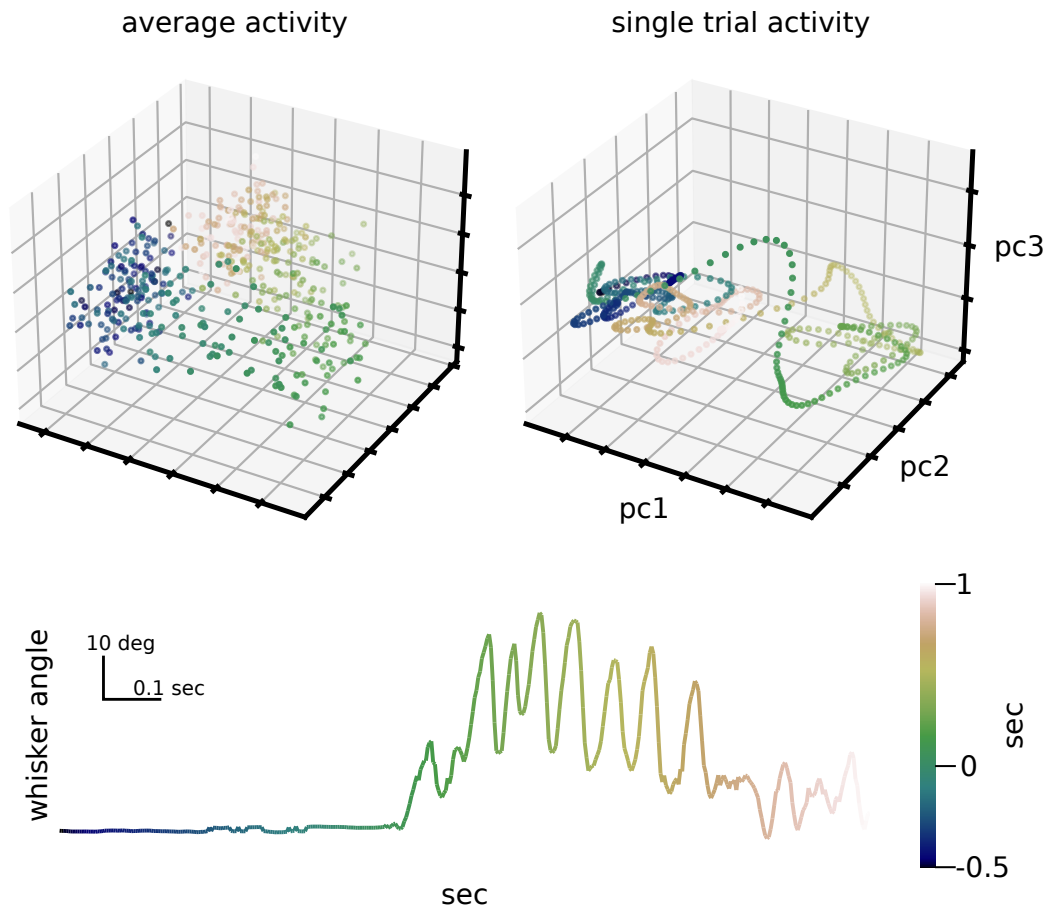 average activity
single trial activity
pc3
pc2
pc1
1
10 deg
0.1 sec
whisker angle
sec
0
-0.5
sec